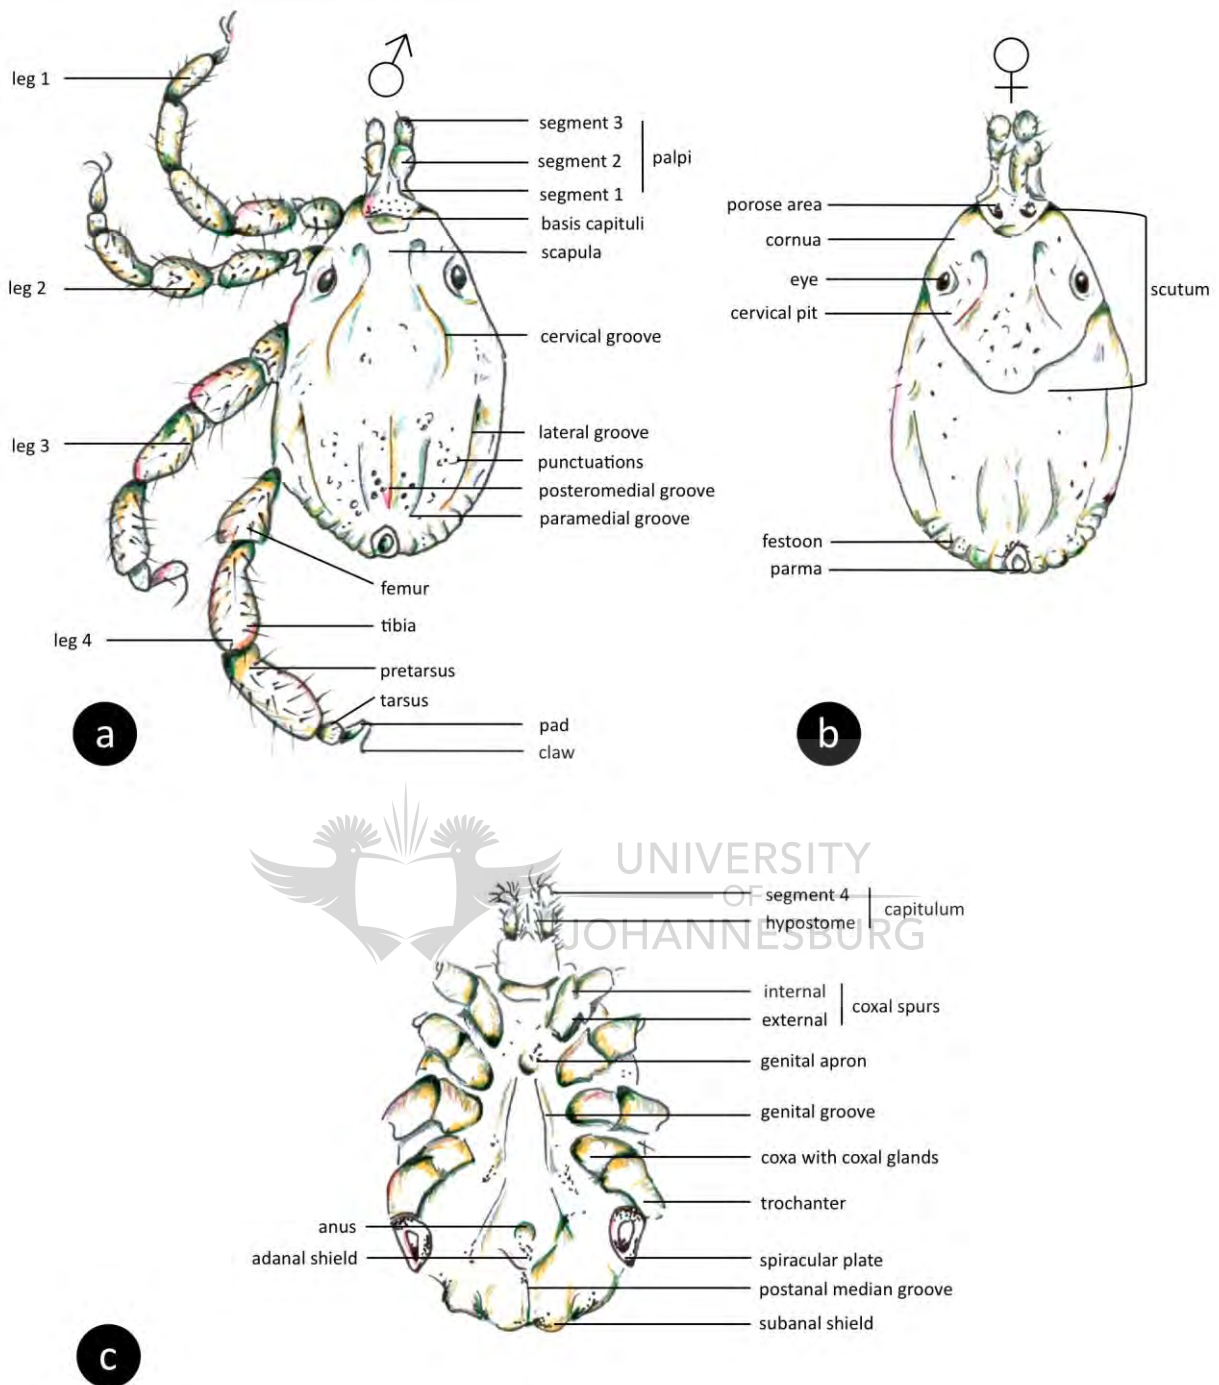 ♂
leg 1
leg 2
leg 3
leg 4
segment 3
segment 2
segment 1
palpi
basis capituli
scapula
cervical groove
lateral groove
punctuations
posteromedial groove
paramedial groove
femur
tibia
pretarsus
tarsus
pad
claw
a
♀
porose area
cornua
eye
cervical pit
scutum
festoon
parma
b
UNIVERSITY
OF
JOHANNESBURG
segment 4
hypostome
capitulum
internal
external
coxal spurs
genital apron
genital groove
coxa with coxal glands
trochanter
anus
adanal shield
spiracular plate
postanal median groove
subanal shield
c